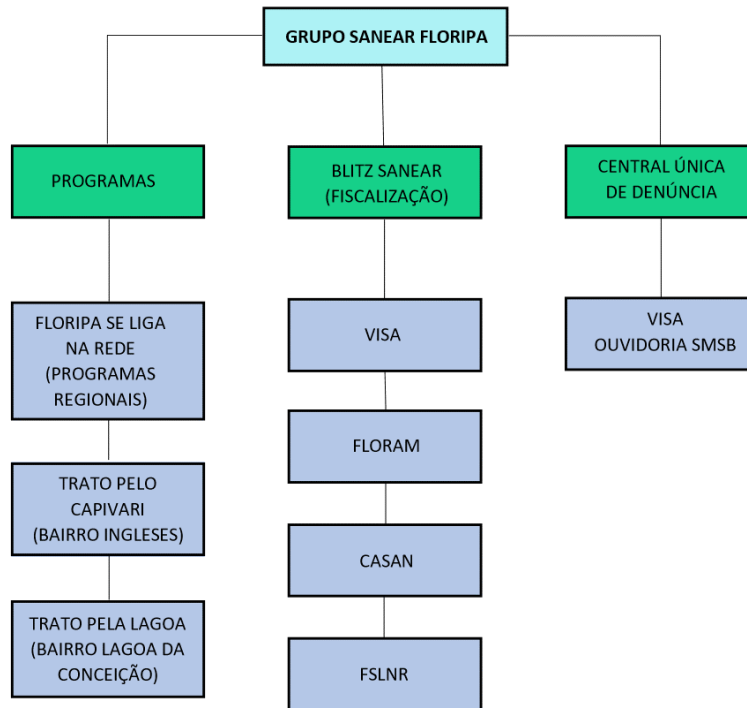 GRUPO SANEAR FLORIPA
PROGRAMAS
BLITZ SANEAR
(FISCALIZAÇÃO)
CENTRAL ÚNICA
DE DENÚNCIA
FLORIPA SE LIGA
NA REDE
(PROGRAMAS
REGIONAIS)
TRATO PELO
CAPIVARI
(BAIRRO INGLESES)
TRATO PELA LAGOA
(BAIRRO LAGOA DA
CONCEIÇÃO)
VISA
FLORAM
CASAN
FSLNR
VISA
OUVIDORIA SMSB